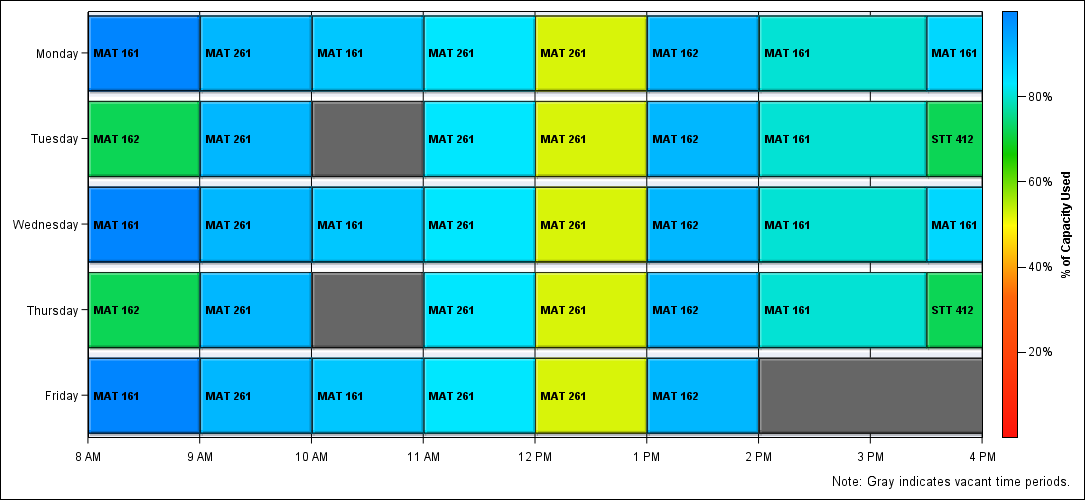 Monday
MAT 161
MAT 261
MAT 161
MAT 261
MAT 261
MAT 162
MAT 161
MAT 161
Tuesday
MAT 162
MAT 261
MAT 261
MAT 261
MAT 162
MAT 161
STT 412
Wednesday
MAT 161
MAT 261
MAT 161
MAT 261
MAT 261
MAT 162
MAT 161
MAT 161
Thursday
MAT 162
MAT 261
MAT 261
MAT 261
MAT 162
MAT 161
STT 412
Friday
MAT 161
MAT 261
MAT 161
MAT 261
MAT 261
MAT 162
8 AM
9 AM
10 AM
11 AM
12 PM
1 PM
2 PM
3 PM
4 PM
80%
60%
40%
20%
% of Capacity Used
Note: Gray indicates vacant time periods.